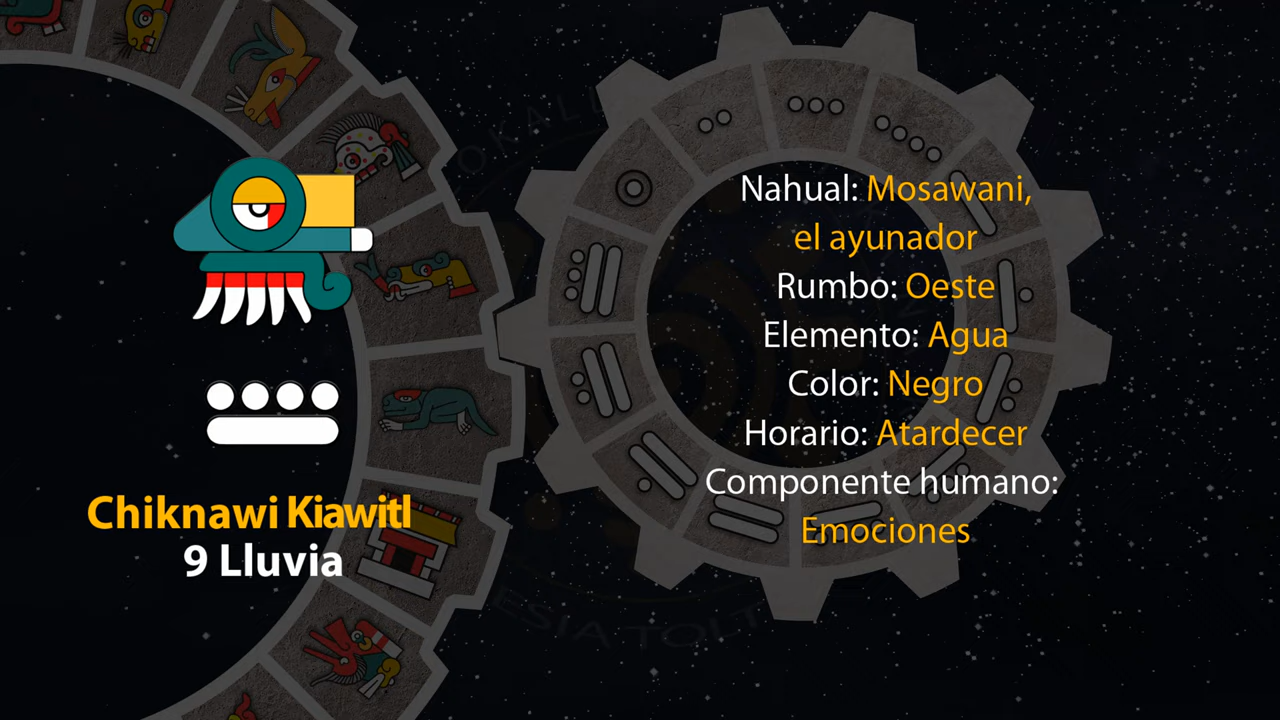 Chiknawi Kiawitl
9 Lluvia
Nahual: Mosawani,
el ayunador
Rumbo: Oeste
Elemento: Agua
Color: Negro
Horario: Atardecer
Componente humano:
Emociones